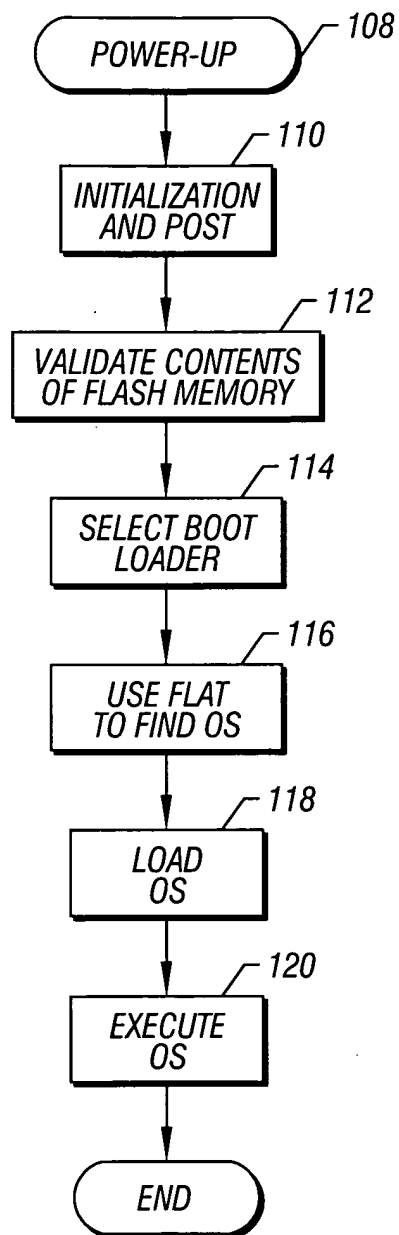 POWER-UP
108
110
INITIALIZATION
AND POST
112
VALIDATE CONTENTS
OF FLASH MEMORY
114
SELECT BOOT
LOADER
116
USE FLAT
TO FIND OS
118
LOAD
OS
120
EXECUTE
OS
END